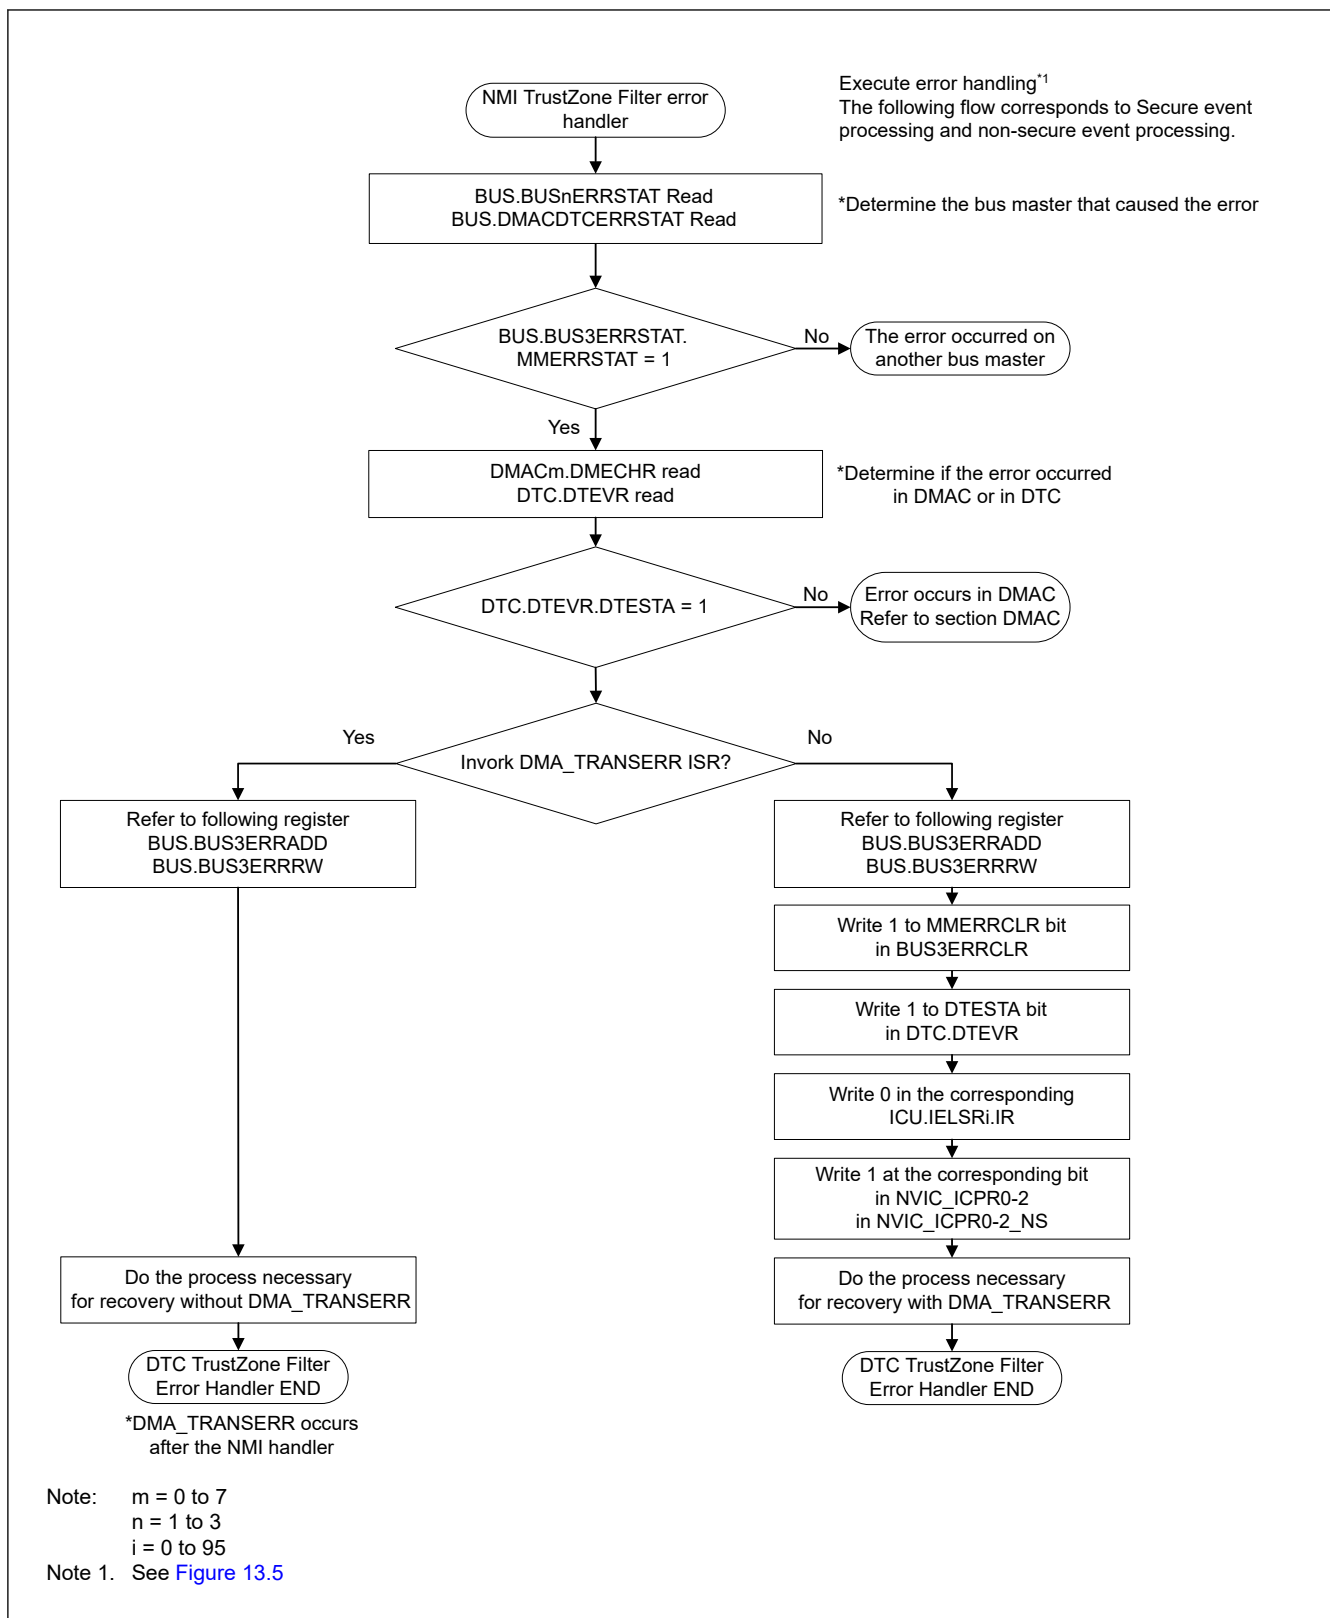 NMI TrustZone Filter error
handler
Execute error handling*1
The following flow corresponds to Secure event
processing and non-secure event processing.
BUS.BUSnERRSTAT Read
BUS.DMACDTCERRSTAT Read
*Determine the bus master that caused the error
BUS.BUS3ERRSTAT.
MMERRSTAT = 1
No
The error occurred on
another bus master
Yes
DMACm.DMECHR read
DTC.DTEVR read
*Determine if the error occurred
in DMAC or in DTC
DTC.DTEVR.DTESTA = 1
No
Error occurs in DMAC
Refer to section DMAC
Yes
No
Invork DMA_TRANSERR ISR?
Refer to following register
BUS.BUS3ERRADD
BUS.BUS3ERRRW
Refer to following register
BUS.BUS3ERRADD
BUS.BUS3ERRRW
Write 1 to MMERRCLR bit
in BUS3ERRCLR
Write 1 to DTESTA bit
in DTC.DTEVR
Write 0 in the corresponding
ICU.IELSRi.IR
Write 1 at the corresponding bit
in NVIC_ICPR0-2
in NVIC_ICPR0-2_NS
Do the process necessary
for recovery without DMA_TRANSERR
Do the process necessary
for recovery with DMA_TRANSERR
DTC TrustZone Filter
Error Handler END
DTC TrustZone Filter
Error Handler END
*DMA_TRANSERR occurs
after the NMI handler
Note: m = 0 to 7
n = 1 to 3
i = 0 to 95
Note 1. See Figure 13.5